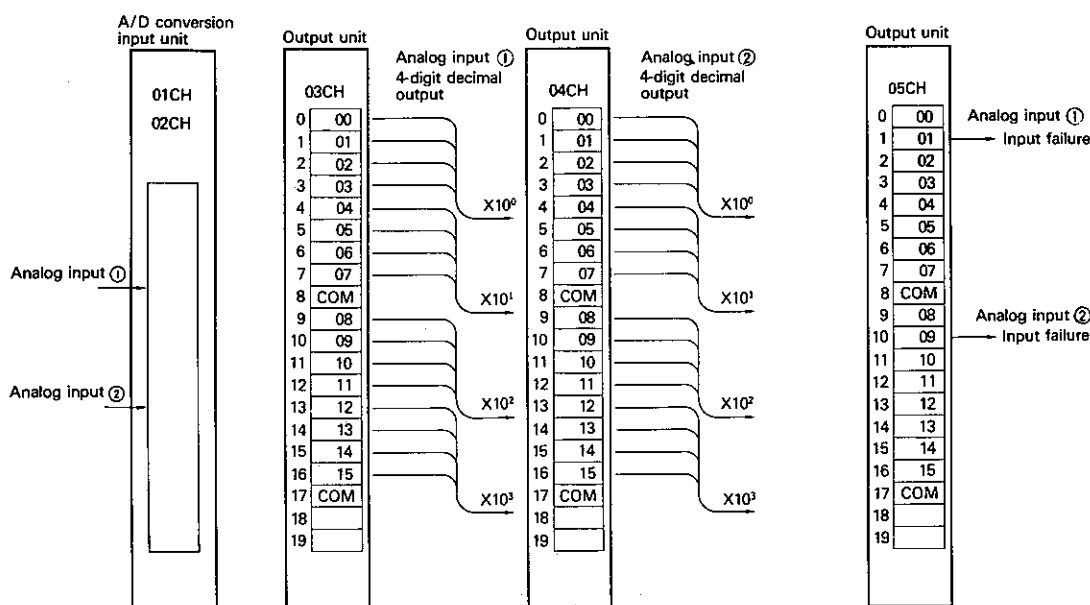 A/D conversion
input unit
01CH
02CH
Analog input ①
Analog input ②
Output unit
03CH
0 00
1 01
2 02
3 03
4 04
5 05
6 06
7 07
8 COM
9 08
10 09
11 10
12 11
13 12
14 13
15 14
16 15
17 COM
18
19
Analog input ①
4-digit decimal
output
X10⁰
X10¹
X10²
X10³
Output unit
04CH
0 00
1 01
2 02
3 03
4 04
5 05
6 06
7 07
8 COM
9 08
10 09
11 10
12 11
13 12
14 13
15 14
16 15
17 COM
18
19
Analog input ②
4-digit decimal
output
X10⁰
X10¹
X10²
X10³
Output unit
05CH
0 00
1 01
2 02
3 03
4 04
5 05
6 06
7 07
8 COM
9 08
10 09
11 10
12 11
13 12
14 13
15 14
16 15
17 COM
18
19
Analog input ①
Input failure
Analog input ②
Input failure